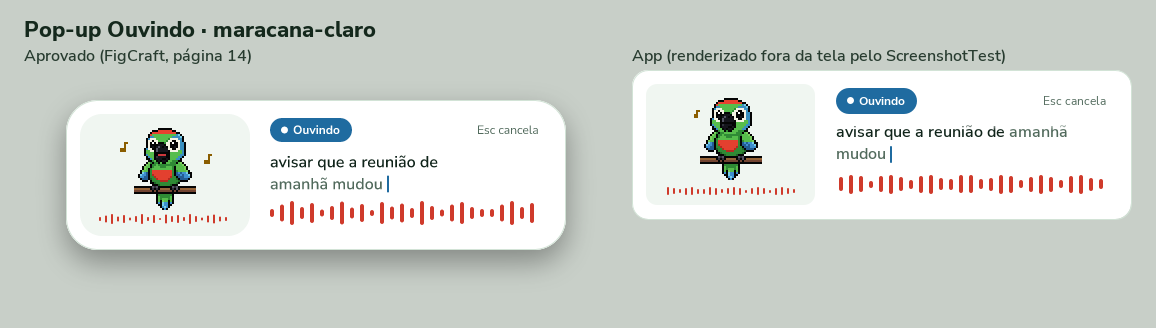 Pop-up Ouvindo · maracana-claro
Aprovado (FigCraft, página 14)
Ouvindo
Esc cancela
avisar que a reunião de
amanhã mudou
App (renderizado fora da tela pelo ScreenshotTest)
Ouvindo
Esc cancela
avisar que a reunião de amanhã
mudou